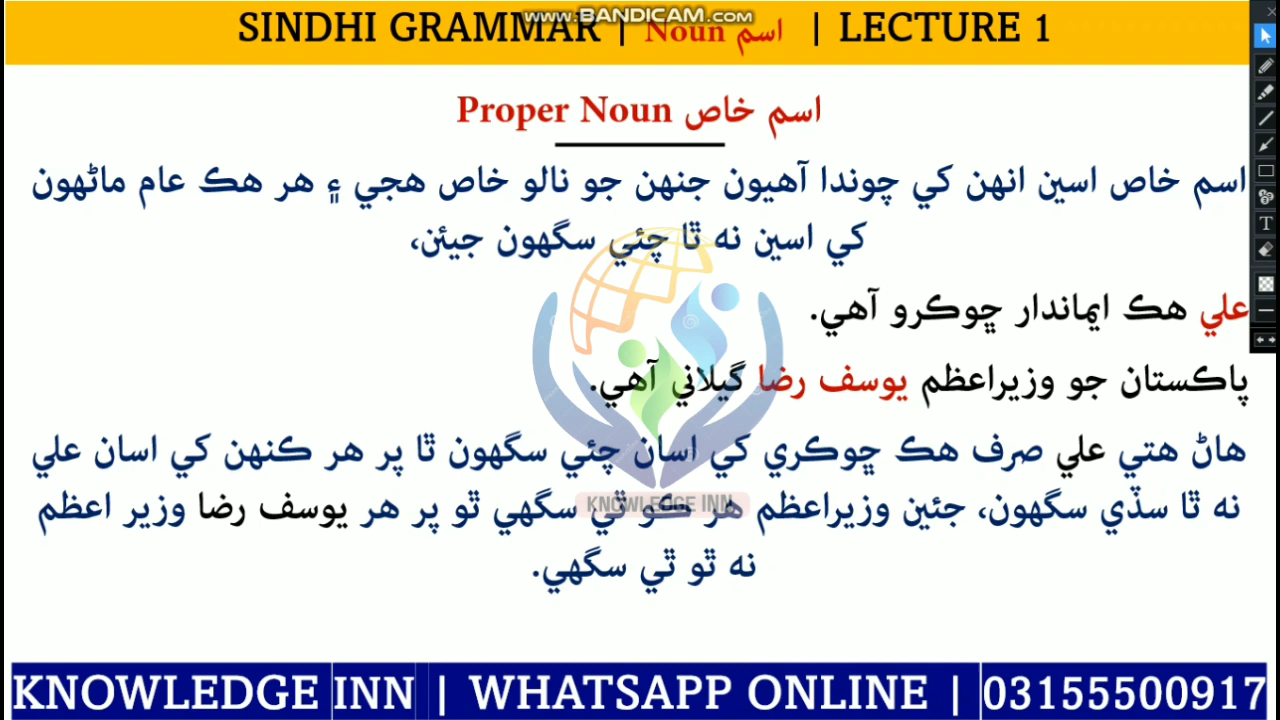 www.BANDICAM.com
SINDHI GRAMMAR | Noun اسم | LECTURE 1
اسم خاص Proper Noun
اسم خاص اسين انهن کي چوندا آهيون جنهن جو نالو خاص هجي ۽ هر هڪ عام ماڻهون
کي اسين نه ٿا چئي سگهون جيئن،
علي هڪ ايماندار ڇوڪرو آهي.
پاڪستان جو وزيراعظم يوسف رضا گيلاني آهي.
هاڻ هتي علي صرف هڪ ڇوڪري کي اسان چئي سگهون ٿا پر هر ڪنهن کي اسان علي
نه ٿا سڏي سگهون، جئين وزيراعظم هر ڪو ٿي سگهي ٿو پر هر يوسف رضا وزير اعظم
نه ٿو ٿي سگهي.
KNOWLEDGE INN
KNOWLEDGE INN | WHATSAPP ONLINE | 03155500917